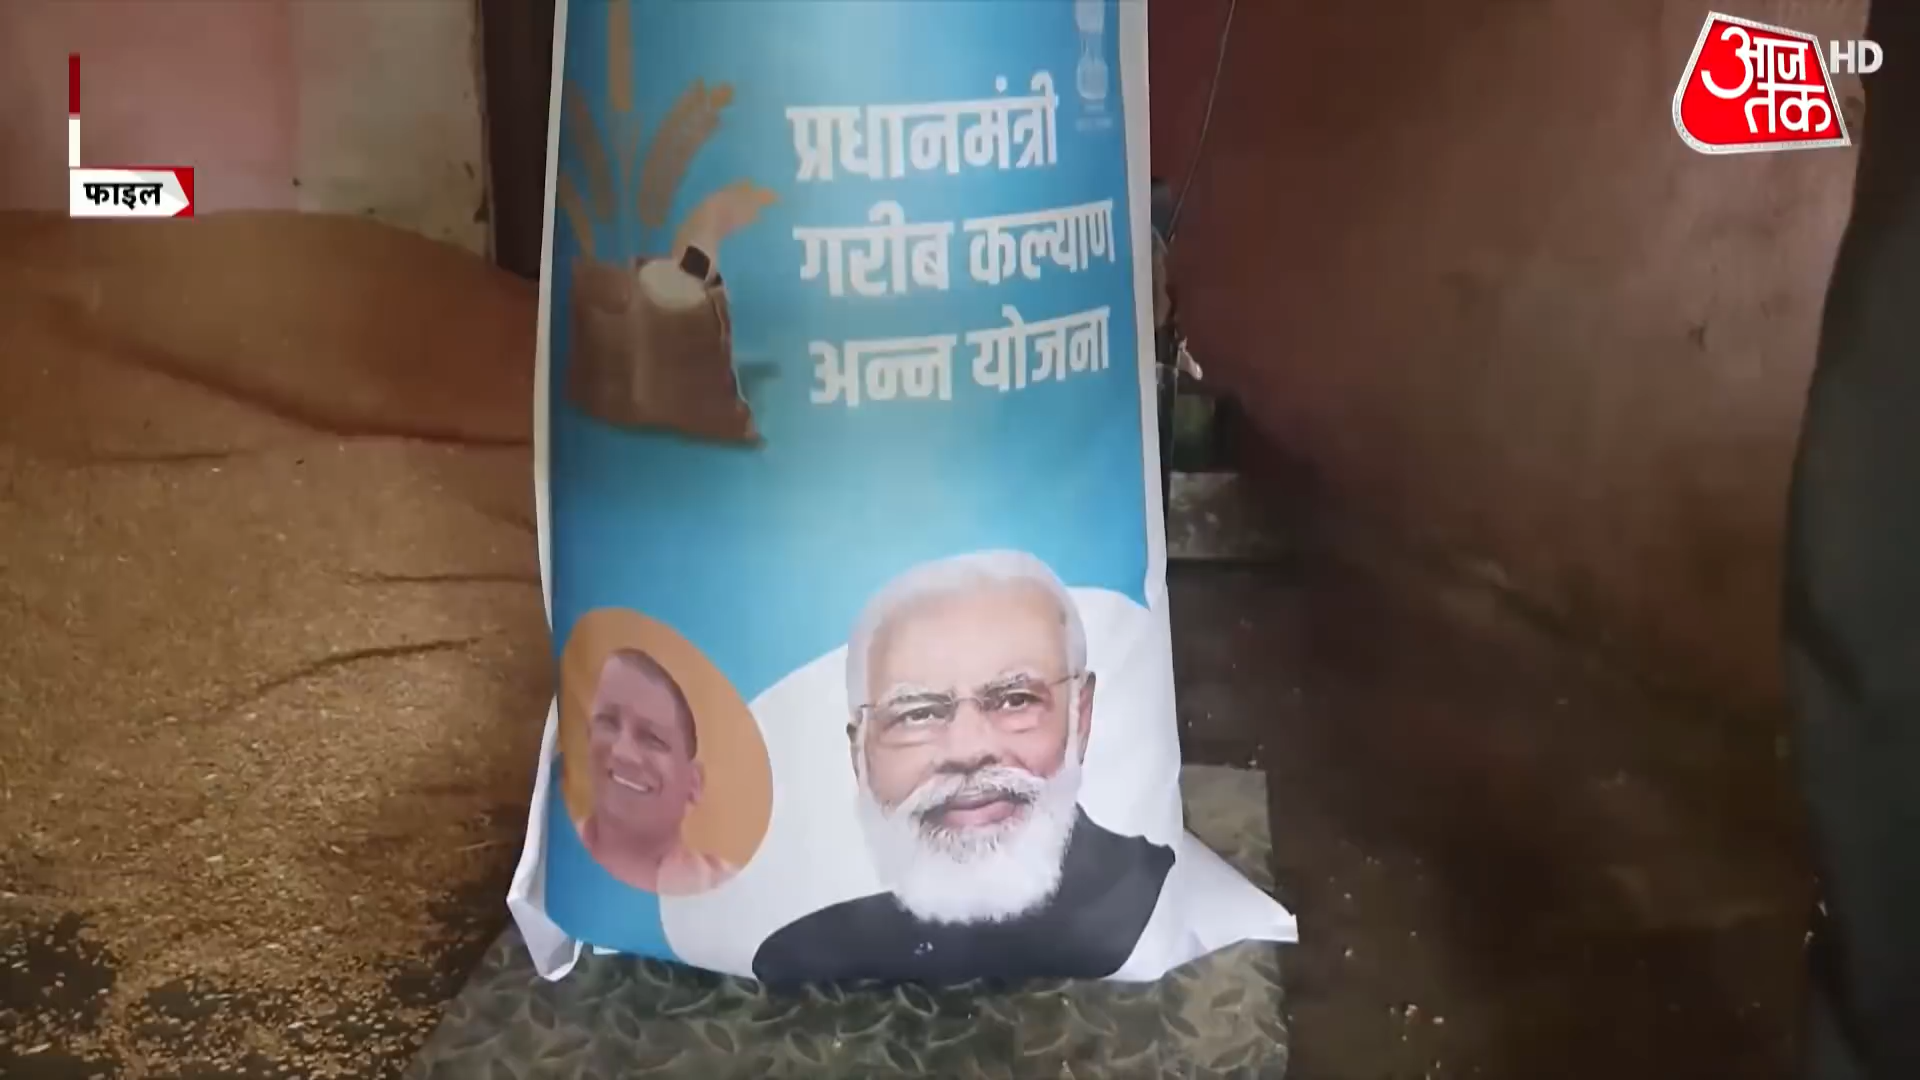 फाइल
आज
तक
HD
प्रधानमंत्री
गरीब कल्याण
अन्न योजना